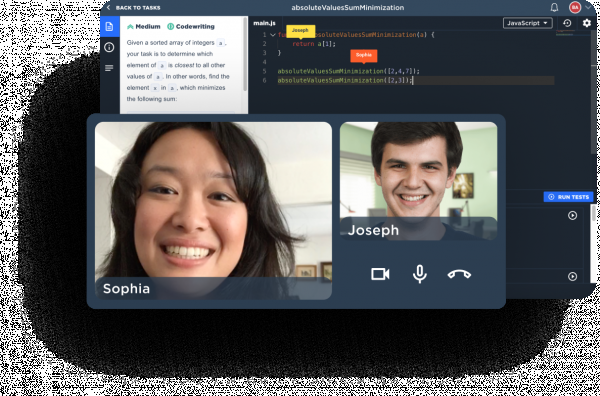 BACK TO TASKS
absoluteValuesSumMinimization
SA
Medium Codewriting
main.js
JavaScript
Given a sorted array of integers a,
your task is to determine which
element of a is closest to all other
values of a. In other words, find the
element x in a, which minimizes
the following sum:
Joseph
1 absoluteValuesSumMinimization(a) {
2 return a[1];
3 }
Sophia
5 absoluteValuesSumMinimization([2,4,7]);
6 absoluteValuesSumMinimization([2,3]);
RUN TESTS
Joseph
Sophia